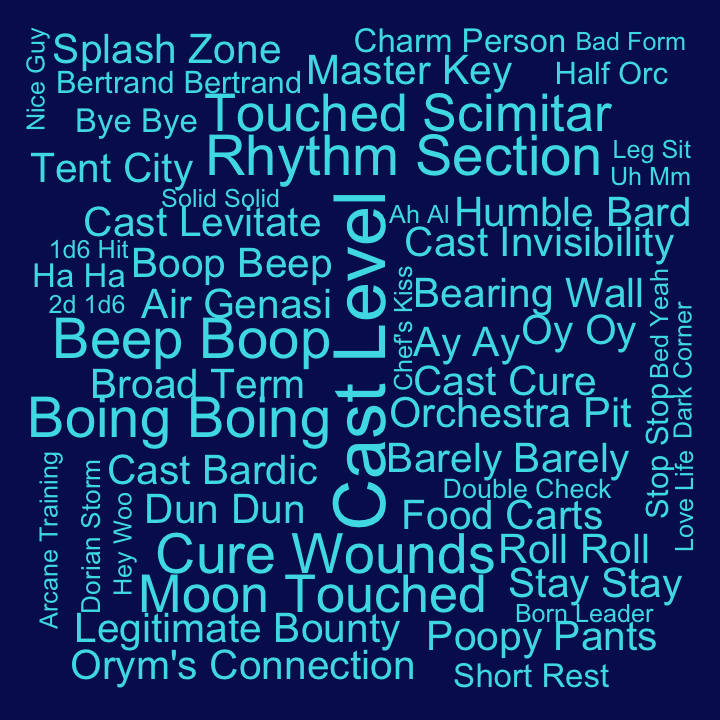 Nice Guy
Splash Zone
Charm Person
Bad Form
Bertrand Bertrand
Master Key
Half Orc
Bye Bye
Touched Scimitar
Tent City
Rhythm Section
Leg Sit
Uh Mm
Solid Solid
Cast Levitate
Cast Level
Ah Al
Humble Bard
1d6 Hit
Boop Beep
Cast Invisibility
Ha Ha
2d 1d6
Air Genasi
Chef's Kiss
Bearing Wall
Bed Yeah
Beep Boop
Ay Ay
Oy Oy
Dark Corner
Broad Term
Cast Cure
Stop Stop
Boing Boing
Orchestra Pit
Arcane Training
Dorian Storm
Hey Woo
Cast Bardic
Barely Barely
Love Life
Double Check
Dun Dun
Food Carts
Cure Wounds
Roll Roll
Moon Touched
Stay Stay
Born Leader
Legitimate Bounty
Poopy Pants
Orym's Connection
Short Rest